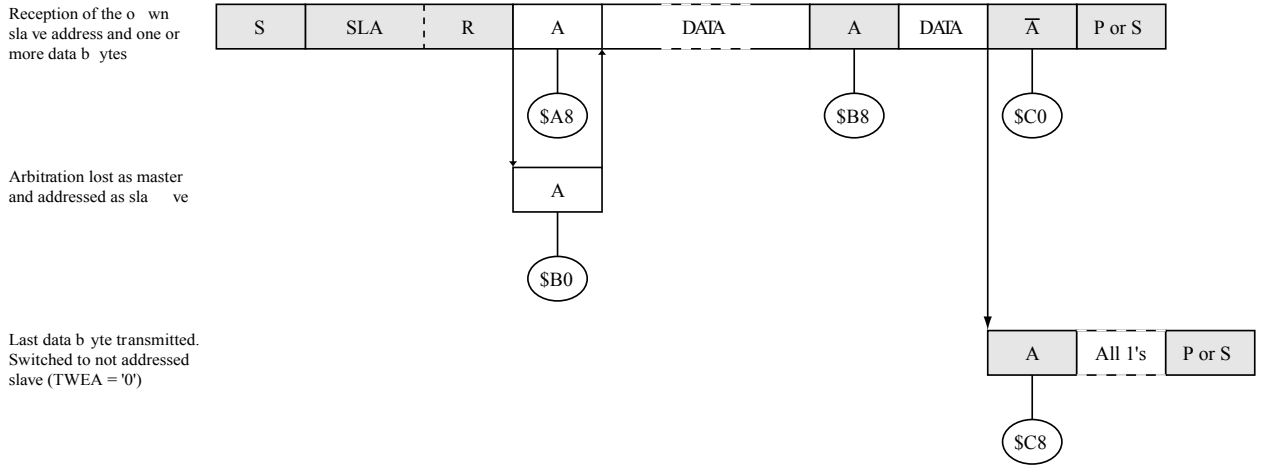 Reception of the o wn
sla ve address and one or
more data b ytes
S SLA R A DATA A DATA A̅ P or S
$A8 $B8 $C0
Arbitration lost as master
and addressed as sla ve
A
$B0
Last data b yte transmitted.
Switched to not addressed
slave (TWEA = '0')
A All 1's P or S
$C8